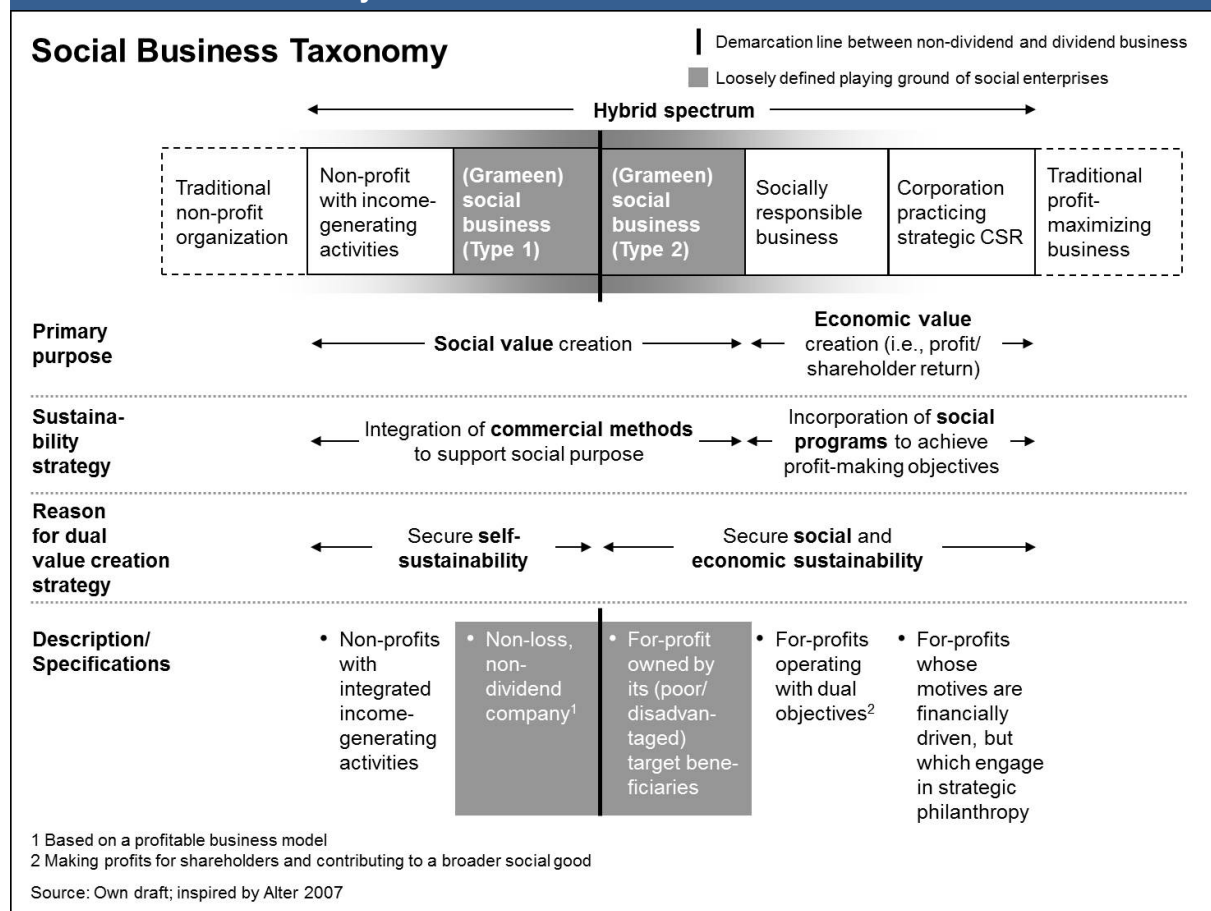 Social Business Taxonomy
Demarcation line between non-dividend and dividend business
Loosely defined playing ground of social enterprises
Hybrid spectrum
Traditional
non-profit
organization
Non-profit
with income-
generating
activities
(Grameen)
social
business
(Type 1)
(Grameen)
social
business
(Type 2)
Socially
responsible
business
Corporation
practicing
strategic CSR
Traditional
profit-
maximizing
business
Primary
purpose
Social value creation
Economic value
creation (i.e., profit/
shareholder return)
Sustaina-
bility
strategy
Integration of commercial methods
to support social purpose
Incorporation of social
programs to achieve
profit-making objectives
Reason
for dual
value creation
strategy
Secure self-
sustainability
Secure social and
economic sustainability
Description/
Specifications
• Non-profits
with
integrated
income-
generating
activities
• Non-loss,
non-
dividend
company1
• For-profit
owned by
its (poor/
disadvan-
taged)
target bene-
ficiaries
• For-profits
operating
with dual
objectives2
• For-profits
whose
motives are
financially
driven, but
which engage
in strategic
philanthropy
1 Based on a profitable business model
2 Making profits for shareholders and contributing to a broader social good
Source: Own draft; inspired by Alter 2007